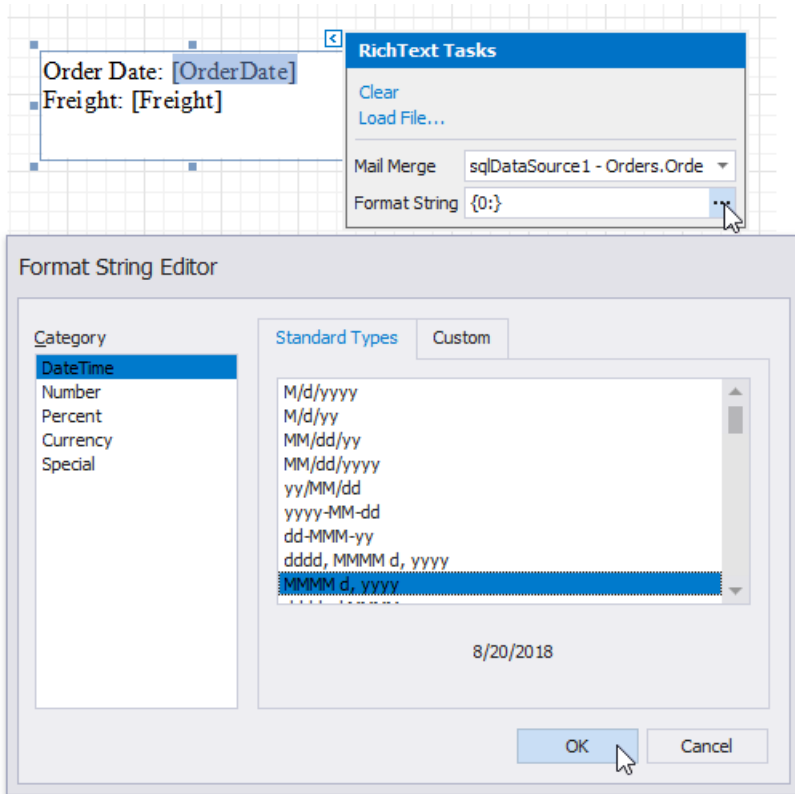 Order Date: [OrderDate]
Freight: [Freight]
RichText Tasks
Clear
Load File...
Mail Merge sqlDataSource1 - Orders.Orde
Format String {0:} ...
Format String Editor
Category
DateTime
Number
Percent
Currency
Special
Standard Types Custom
M/d/yyyy
M/d/yy
MM/dd/yy
MM/dd/yyyy
yy/MM/dd
yyyy-MM-dd
dd-MMM-yy
dddd, MMMM d, yyyy
MMMM d, yyyy
8/20/2018
OK Cancel